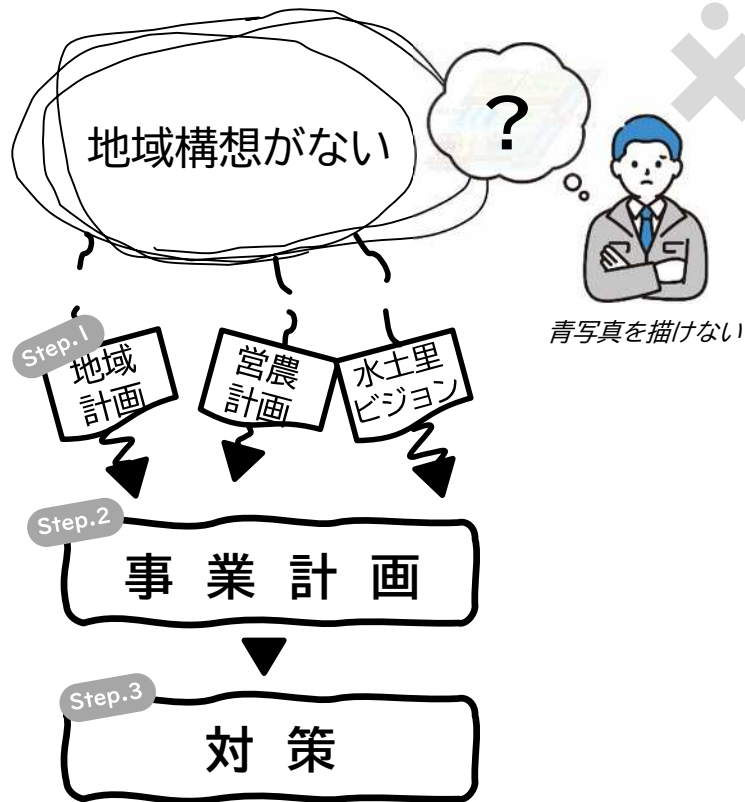 地域構想がない
?
青写真を描けない
Step.1
地域
計画
営農
計画
水土里
ビジョン
Step.2
事業計画
Step.3
対策